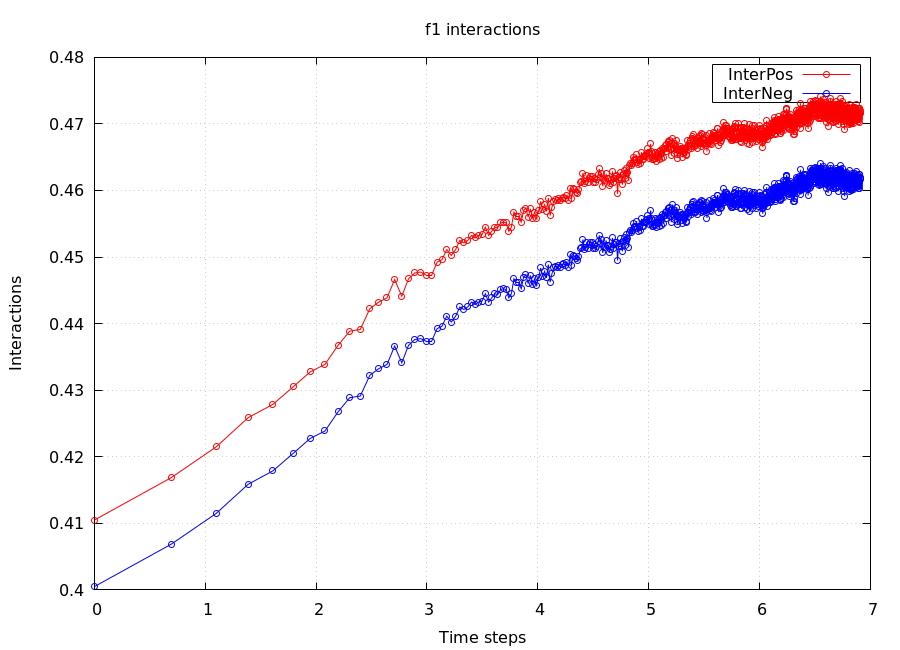 f1 interactions
InterPos
InterNeg
Interactions
0.48
0.47
0.46
0.45
0.44
0.43
0.42
0.41
0.4
0 1 2 3 4 5 6 7
Time steps